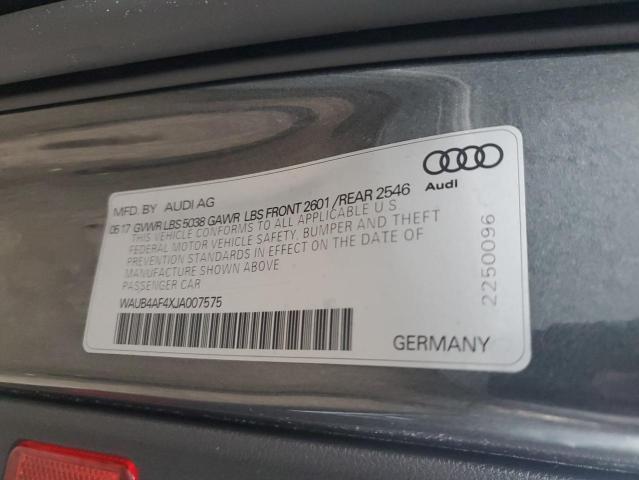 Audi
MFD. BY AUDI AG
0517 GVWR LBS 5038 GAWR LBS FRONT 2601 /REAR 2546
THIS VEHICLE CONFORMS TO ALL APPLICABLE U S
FEDERAL MOTOR VEHICLE SAFETY, BUMPER AND THEFT
PREVENTION STANDARDS IN EFFECT ON THE DATE OF
MANUFACTURE SHOWN ABOVE
PASSENGER CAR
WAUB4AF4XJA007575
GERMANY
2250096